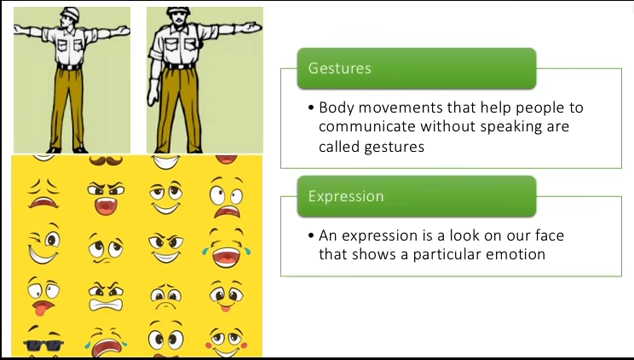 Gestures
• Body movements that help people to
communicate without speaking are
called gestures
Expression
• An expression is a look on our face
that shows a particular emotion